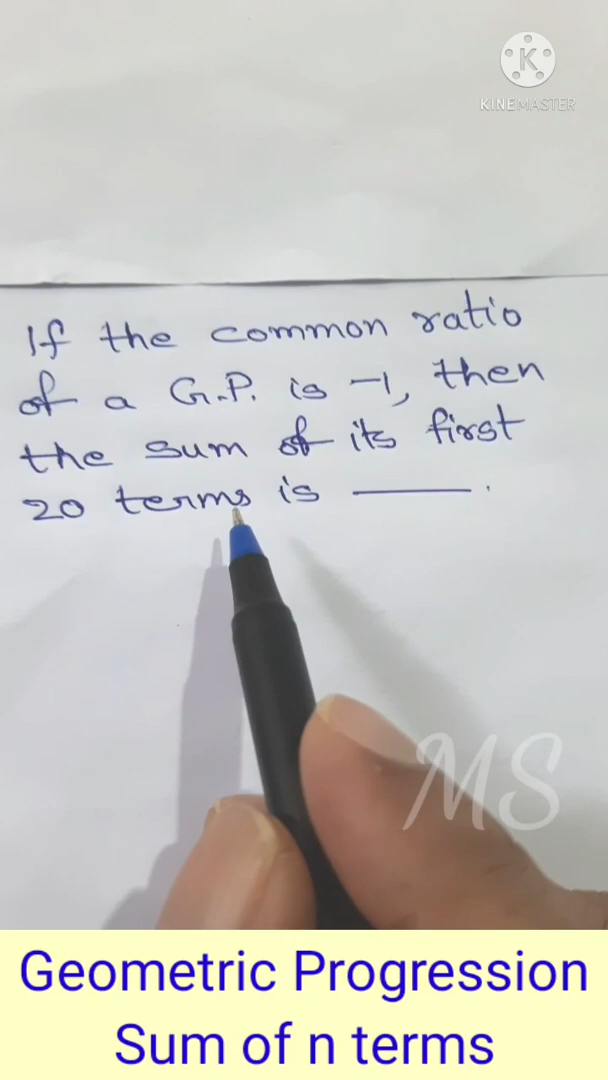 KINEMASTER
If the common ratio
of a G.P. is -1, then
the sum of its first
20 terms is ———.
MS
Geometric Progression
Sum of n terms